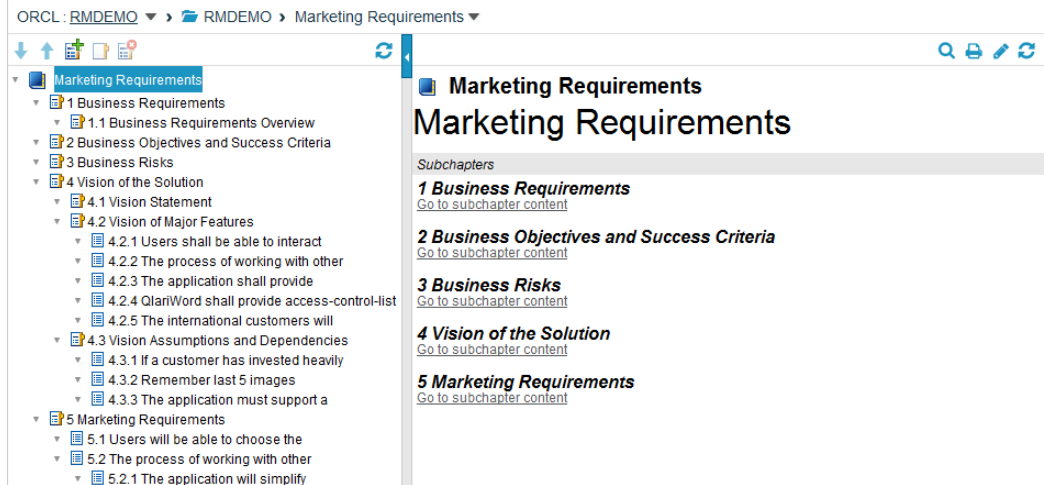 ORCL : RMDEMO RMDEMO Marketing Requirements
Marketing Requirements
1 Business Requirements
1.1 Business Requirements Overview
2 Business Objectives and Success Criteria
3 Business Risks
4 Vision of the Solution
4.1 Vision Statement
4.2 Vision of Major Features
4.2.1 Users shall be able to interact
4.2.2 The process of working with other
4.2.3 The application shall provide
4.2.4 QlariWord shall provide access-control-list
4.2.5 The international customers will
4.3 Vision Assumptions and Dependencies
4.3.1 If a customer has invested heavily
4.3.2 Remember last 5 images
4.3.3 The application must support a
5 Marketing Requirements
5.1 Users will be able to choose the
5.2 The process of working with other
5.2.1 The application will simplify
Marketing Requirements
Marketing Requirements
Subchapters
1 Business Requirements
Go to subchapter content
2 Business Objectives and Success Criteria
Go to subchapter content
3 Business Risks
Go to subchapter content
4 Vision of the Solution
Go to subchapter content
5 Marketing Requirements
Go to subchapter content